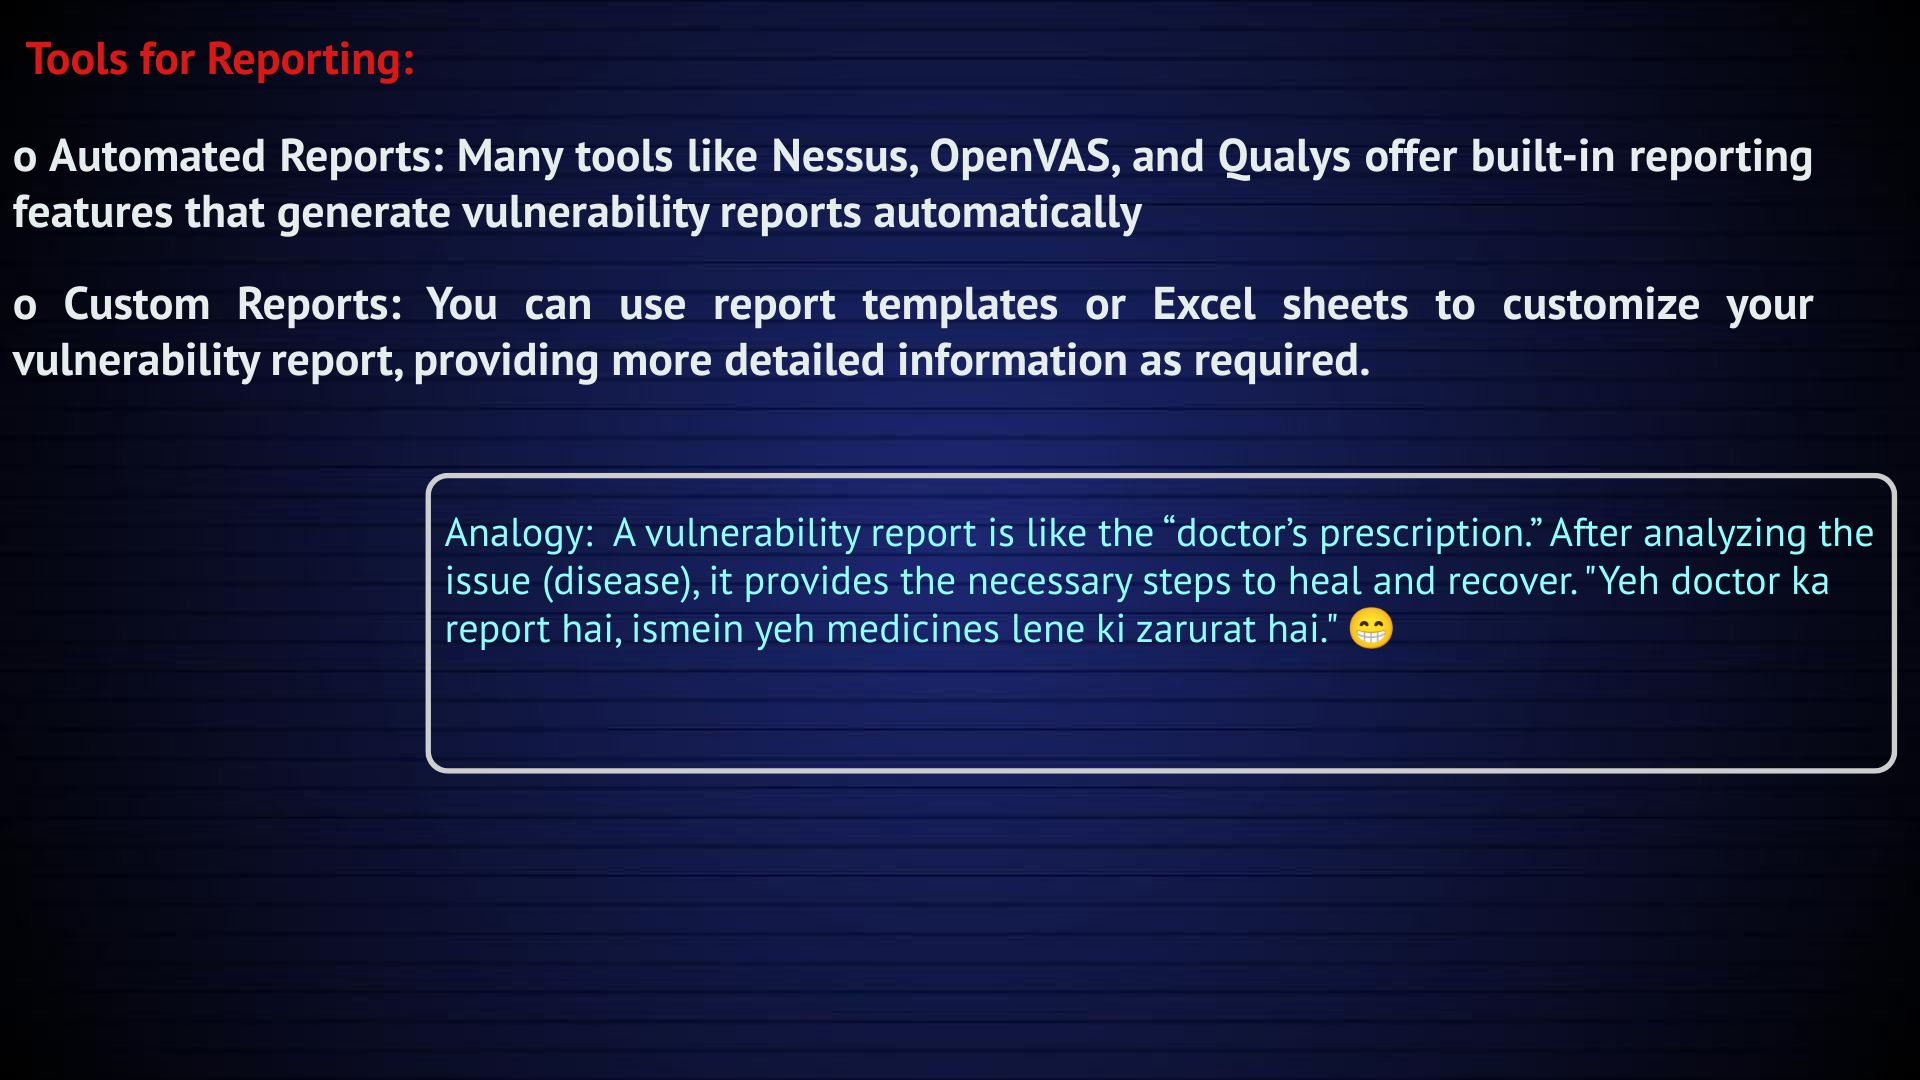 Tools for Reporting:
o Automated Reports: Many tools like Nessus, OpenVAS, and Qualys offer built-in reporting
features that generate vulnerability reports automatically
o Custom Reports: You can use report templates or Excel sheets to customize your
vulnerability report, providing more detailed information as required.
Analogy:  A vulnerability report is like the “doctor’s prescription.” After analyzing the
issue (disease), it provides the necessary steps to heal and recover. "Yeh doctor ka
report hai, ismein yeh medicines lene ki zarurat hai." 😁